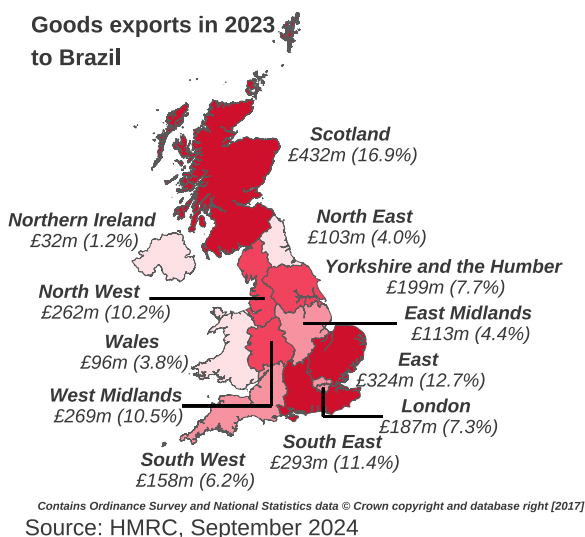 Goods exports in 2023
to Brazil
Scotland
£432m (16.9%)
Northern Ireland
£32m (1.2%)
North East
£103m (4.0%)
Yorkshire and the Humber
£199m (7.7%)
North West
£262m (10.2%)
East Midlands
£113m (4.4%)
Wales
£96m (3.8%)
East
£324m (12.7%)
West Midlands
£269m (10.5%)
London
£187m (7.3%)
South East
£293m (11.4%)
South West
£158m (6.2%)
Contains Ordinance Survey and National Statistics data © Crown copyright and database right [2017]
Source: HMRC, September 2024